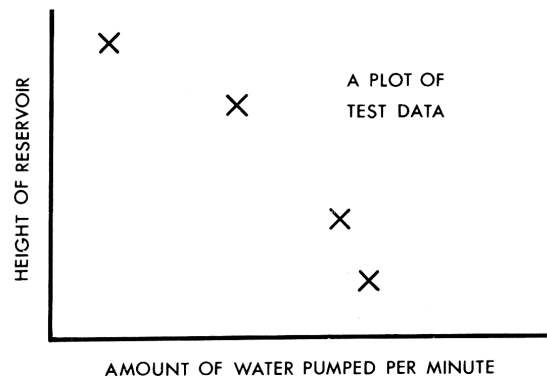 A PLOT OF
TEST DATA
HEIGHT OF RESERVOIR
AMOUNT OF WATER PUMPED PER MINUTE